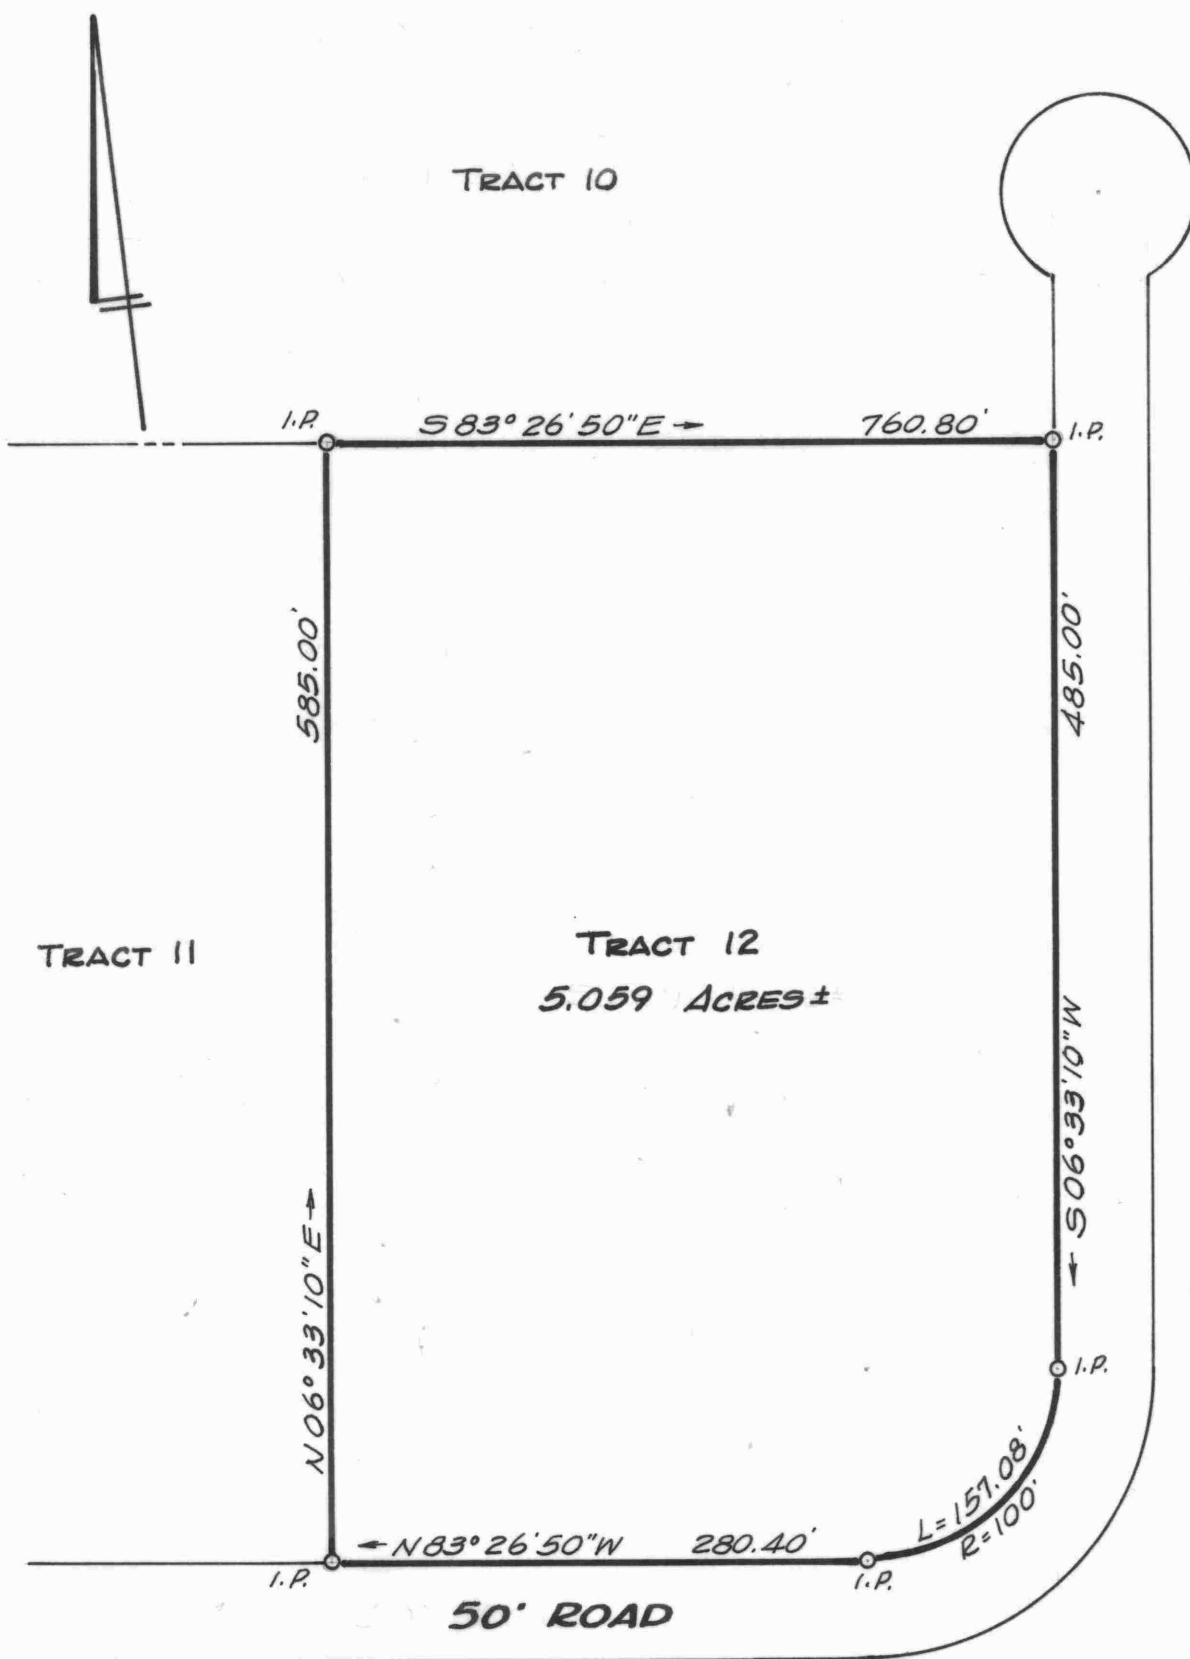 TRACT 10
I.P.
S 83° 26' 50" E →
760.80'
I.P.
585.00'
485.00'
TRACT 11
TRACT 12
5.059 ACRES ±
← S 06° 33' 10" W
N 06° 33' 10" E →
I.P.
L = 157.08'
R = 100'
← N 83° 26' 50" W
280.40'
I.P.
I.P.
50' ROAD